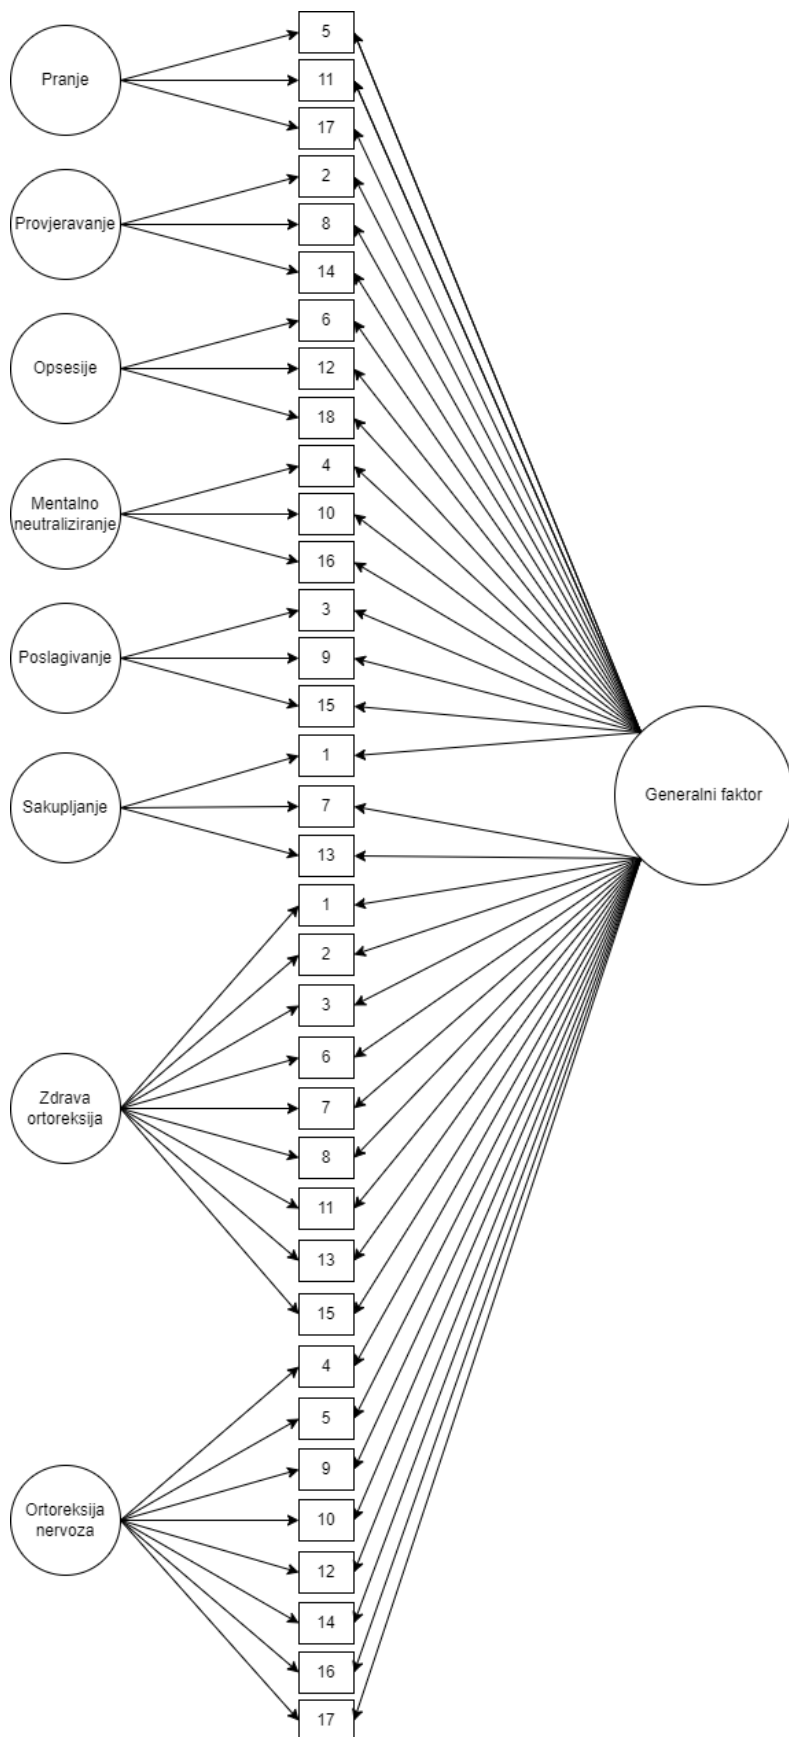 Pranje
5
11
17
Provjeravanje
2
8
14
Opsesije
6
12
18
Mentalno
neutraliziranje
4
10
16
Poslagivanje
3
9
15
Sakupljanje
1
7
13
Generalni faktor
Zdrava
ortoreksija
1
2
3
6
7
8
11
13
15
Ortoreksija
nervoza
4
5
9
10
12
14
16
17